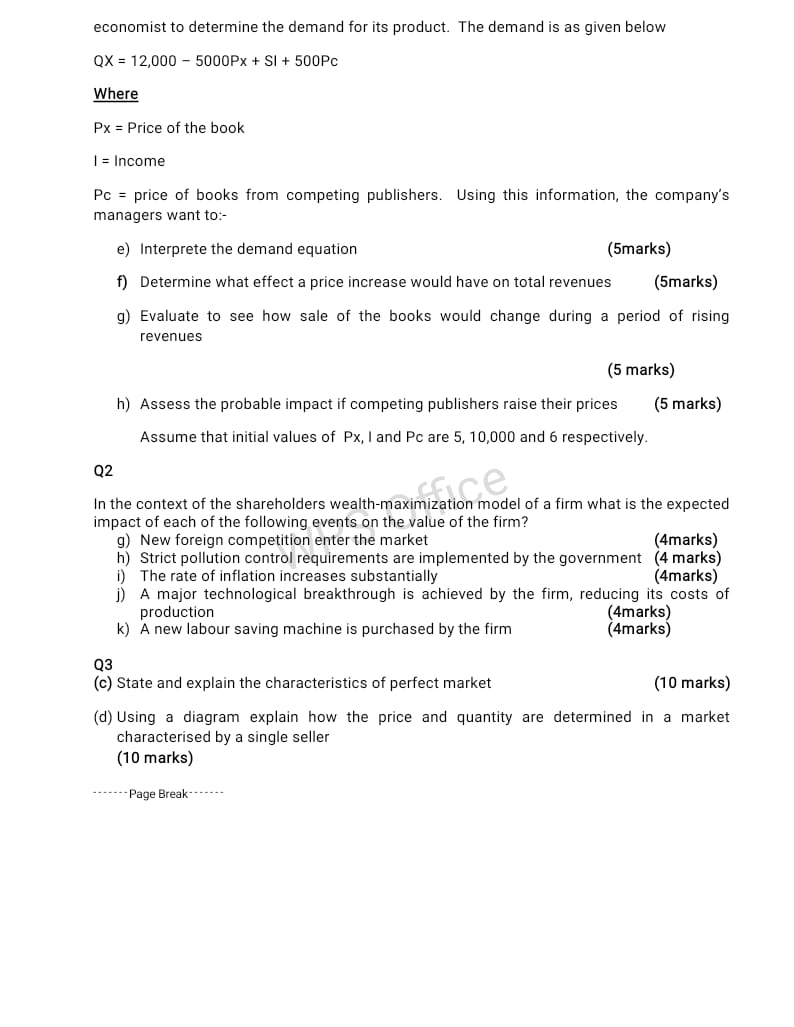 economist to determine the demand for its product. The demand is as given below
QX = 12,000 – 5000Px + SI + 500Pc
Where
Px = Price of the book
I = Income
Pc = price of books from competing publishers. Using this information, the company's
managers want to:-
e) Interprete the demand equation (5marks)
f) Determine what effect a price increase would have on total revenues (5marks)
g) Evaluate to see how sale of the books would change during a period of rising
revenues
(5 marks)
h) Assess the probable impact if competing publishers raise their prices (5 marks)
Assume that initial values of Px, I and Pc are 5, 10,000 and 6 respectively.
Q2
In the context of the shareholders wealth-maximization model of a firm what is the expected
impact of each of the following events on the value of the firm?
g) New foreign competition enter the market (4marks)
h) Strict pollution control requirements are implemented by the government (4 marks)
i) The rate of inflation increases substantially (4marks)
j) A major technological breakthrough is achieved by the firm, reducing its costs of
production (4marks)
k) A new labour saving machine is purchased by the firm (4marks)
Q3
(c) State and explain the characteristics of perfect market (10 marks)
(d) Using a diagram explain how the price and quantity are determined in a market
characterised by a single seller
(10 marks)
-------Page Break-------
WPS Office